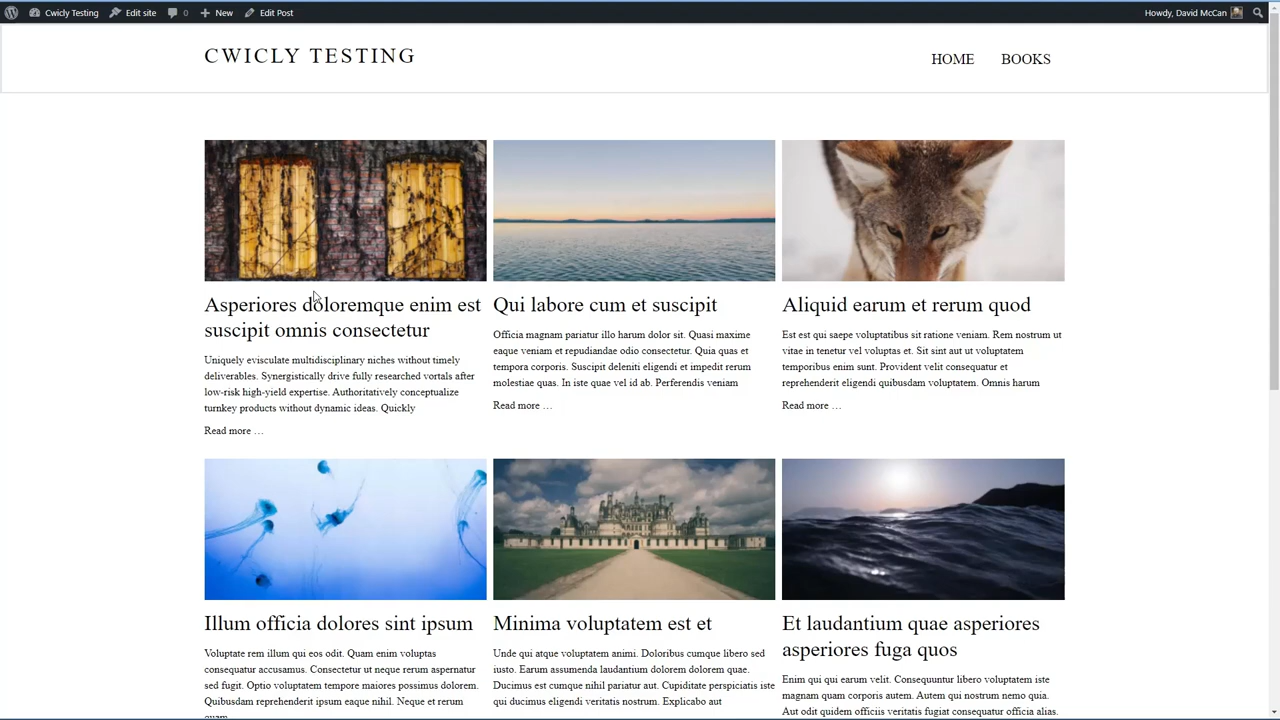 Cwicly Testing Edit site 0 New Edit Post Howdy, David McCan
CWICLY TESTING
HOME BOOKS
Asperiores doloremque enim est
suscipit omnis consectetur
Uniquely evisculate multidisciplinary niches without timely
deliverables. Synergistically drive fully researched vortals after
low-risk high-yield expertise. Authoritatively conceptualize
turnkey products without dynamic ideas. Quickly
Read more …
Qui labore cum et suscipit
Officia magnam pariatur illo harum dolor sit. Quasi maxime
eaque veniam et repudiandae odio consectetur. Quia quas et
tempora corporis. Suscipit deleniti eligendi et impedit rerum
molestiae quas. In iste quae vel id ab. Perferendis veniam
Read more …
Aliquid earum et rerum quod
Est est qui saepe voluptatibus sit ratione veniam. Rem nostrum ut
vitae in tenetur vel voluptas et. Sit sint aut ut voluptatem
temporibus enim sunt. Provident velit consequatur et
reprehenderit eligendi quibusdam voluptatem. Omnis harum
Read more …
Illum officia dolores sint ipsum
Voluptate rem illum qui eos odit. Quam enim voluptas
consequatur accusamus. Consectetur ut neque rerum aspernatur
sed fugit. Optio voluptatem tempore maiores possimus dolorem.
Quibusdam reprehenderit ipsum eaque nihil. Neque et rerum
quam
Minima voluptatem est et
Unde qui atque voluptatem animi. Doloribus cumque libero sed
iusto. Earum assumenda laudantium dolorem dolorem quae.
Ducimus est cumque nihil pariatur aut. Cupiditate perspiciatis iste
qui ducimus eligendi veritatis nostrum. Explicabo aut
Et laudantium quae asperiores
asperiores fuga quos
Enim qui qui earum velit. Consequuntur libero voluptatem iste
magnam quam corporis autem. Autem qui nostrum nemo quia.
Aut odit quidem officiis veritatis fugiat consequatur officia alias.